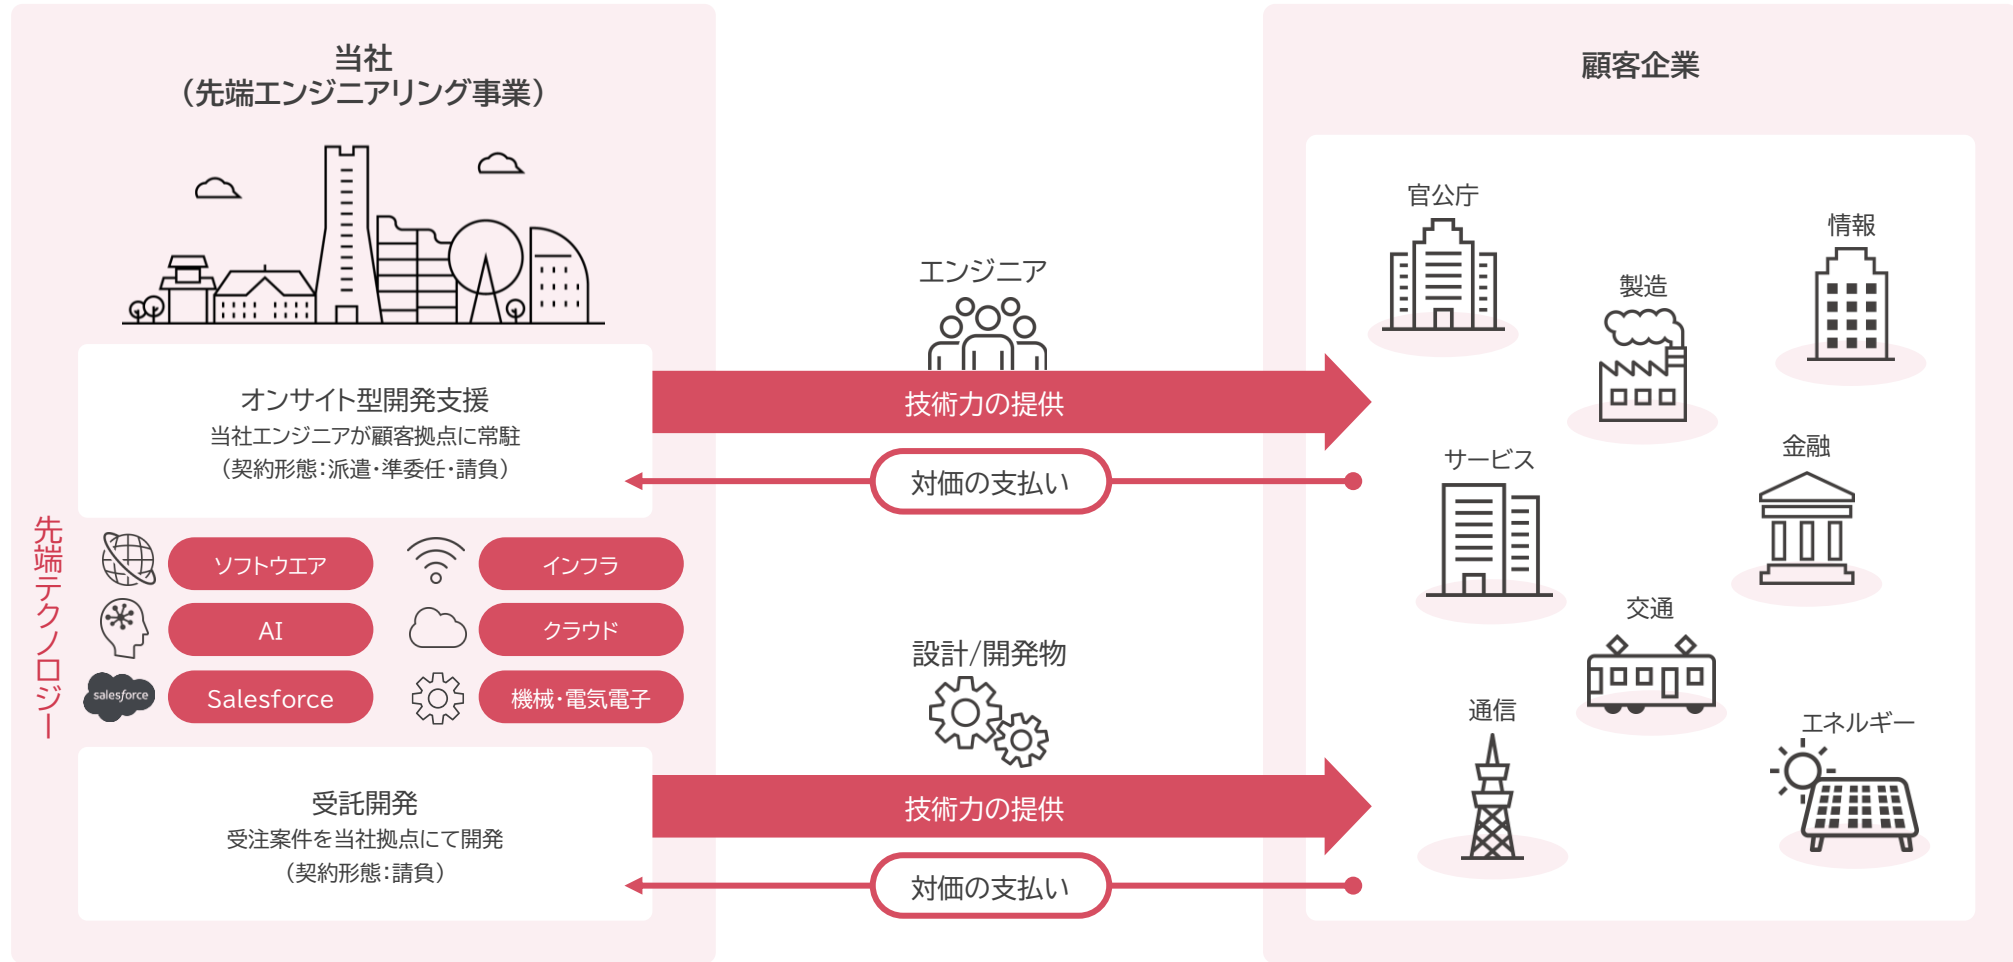 当社
（先端エンジニアリング事業）
オンサイト型開発支援
当社エンジニアが顧客拠点に常駐
（契約形態：派遣・準委任・請負）
先端テクノロジー
ソフトウエア
インフラ
AI
クラウド
salesforce
Salesforce
機械・電気電子
受託開発
受注案件を当社拠点にて開発
（契約形態：請負）
エンジニア
技術力の提供
対価の支払い
設計/開発物
技術力の提供
対価の支払い
顧客企業
官公庁
情報
製造
サービス
金融
交通
通信
エネルギー